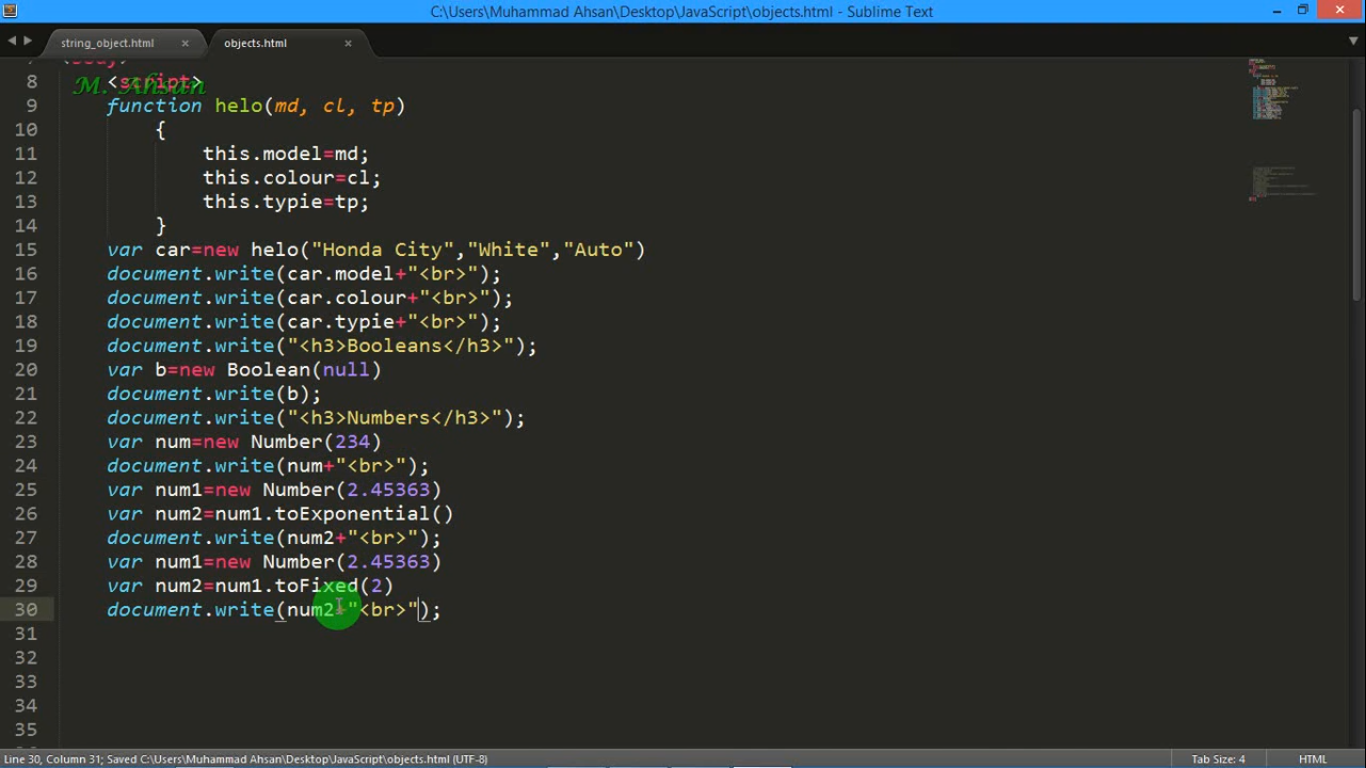 C:\Users\Muhammad Ahsan\Desktop\JavaScript\objects.html - Sublime Text
string_object.html × objects.html ×
M. Ahsan
8 <script>
9 function helo(md, cl, tp)
10 {
11 this.model=md;
12 this.colour=cl;
13 this.typie=tp;
14 }
15 var car=new helo("Honda City","White","Auto")
16 document.write(car.model+"<br>");
17 document.write(car.colour+"<br>");
18 document.write(car.typie+"<br>");
19 document.write("<h3>Booleans</h3>");
20 var b=new Boolean(null)
21 document.write(b);
22 document.write("<h3>Numbers</h3>");
23 var num=new Number(234)
24 document.write(num+"<br>");
25 var num1=new Number(2.45363)
26 var num2=num1.toExponential()
27 document.write(num2+"<br>");
28 var num1=new Number(2.45363)
29 var num2=num1.toFixed(2)
30 document.write(num2+"<br>");
31
32
33
34
35
Line 30, Column 31; Saved C:\Users\Muhammad Ahsan\Desktop\JavaScript\objects.html (UTF-8) Tab Size: 4 HTML